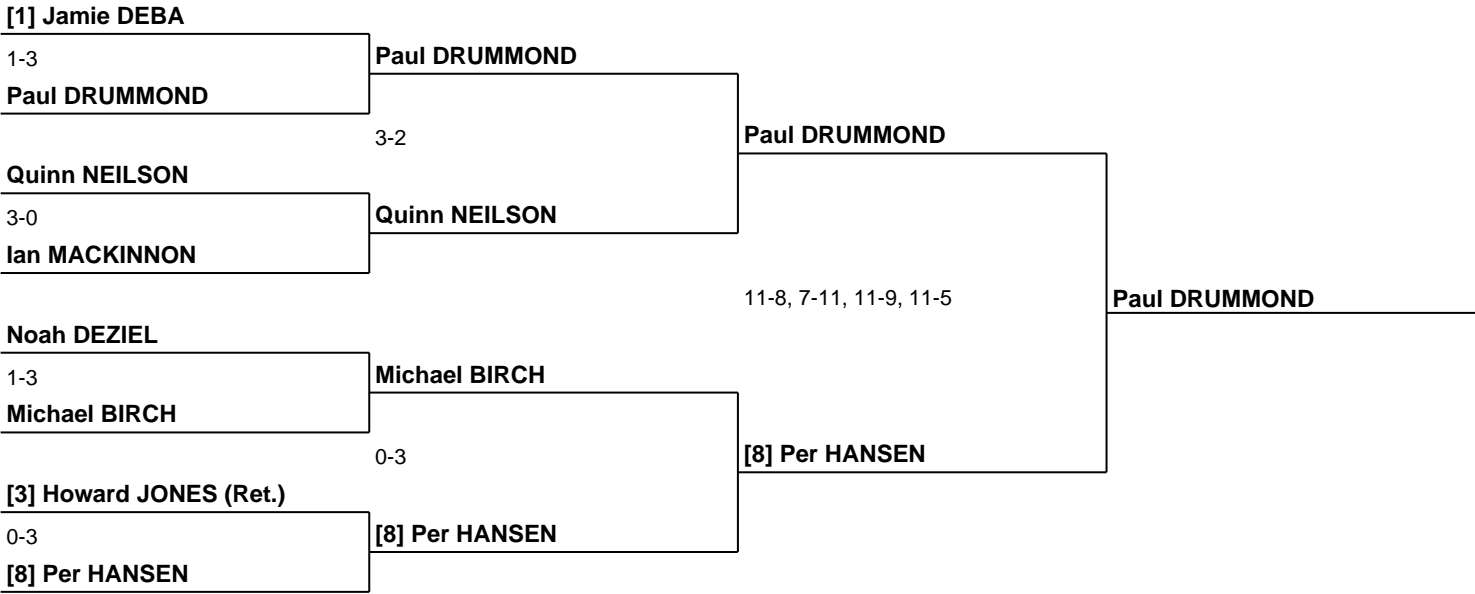 [1] Jamie DEBA
1-3
Paul DRUMMOND
Paul DRUMMOND
3-2
Paul DRUMMOND
Quinn NEILSON
3-0
Quinn NEILSON
Ian MACKINNON
11-8, 7-11, 11-9, 11-5
Paul DRUMMOND
Noah DEZIEL
1-3
Michael BIRCH
Michael BIRCH
0-3
[8] Per HANSEN
[3] Howard JONES (Ret.)
0-3
[8] Per HANSEN
[8] Per HANSEN